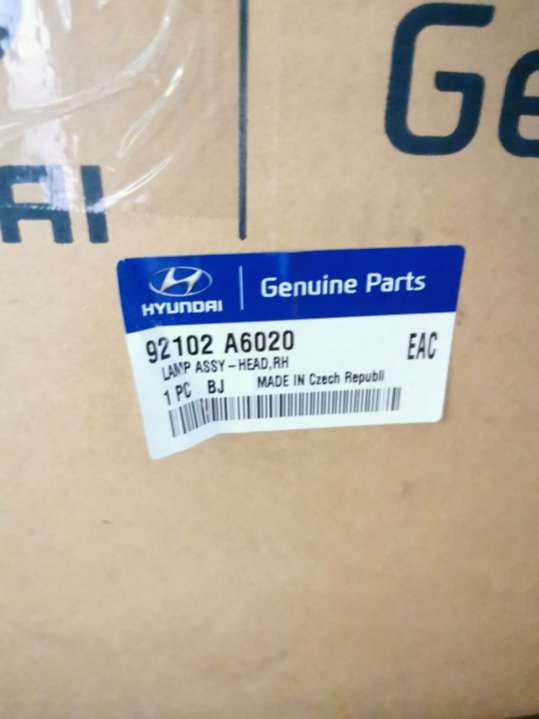 Ge
AI
HYUNDAI
Genuine Parts
92102 A6020
EAC
LAMP ASSY-HEAD,RH
1 PC BJ MADE IN Czech Republi